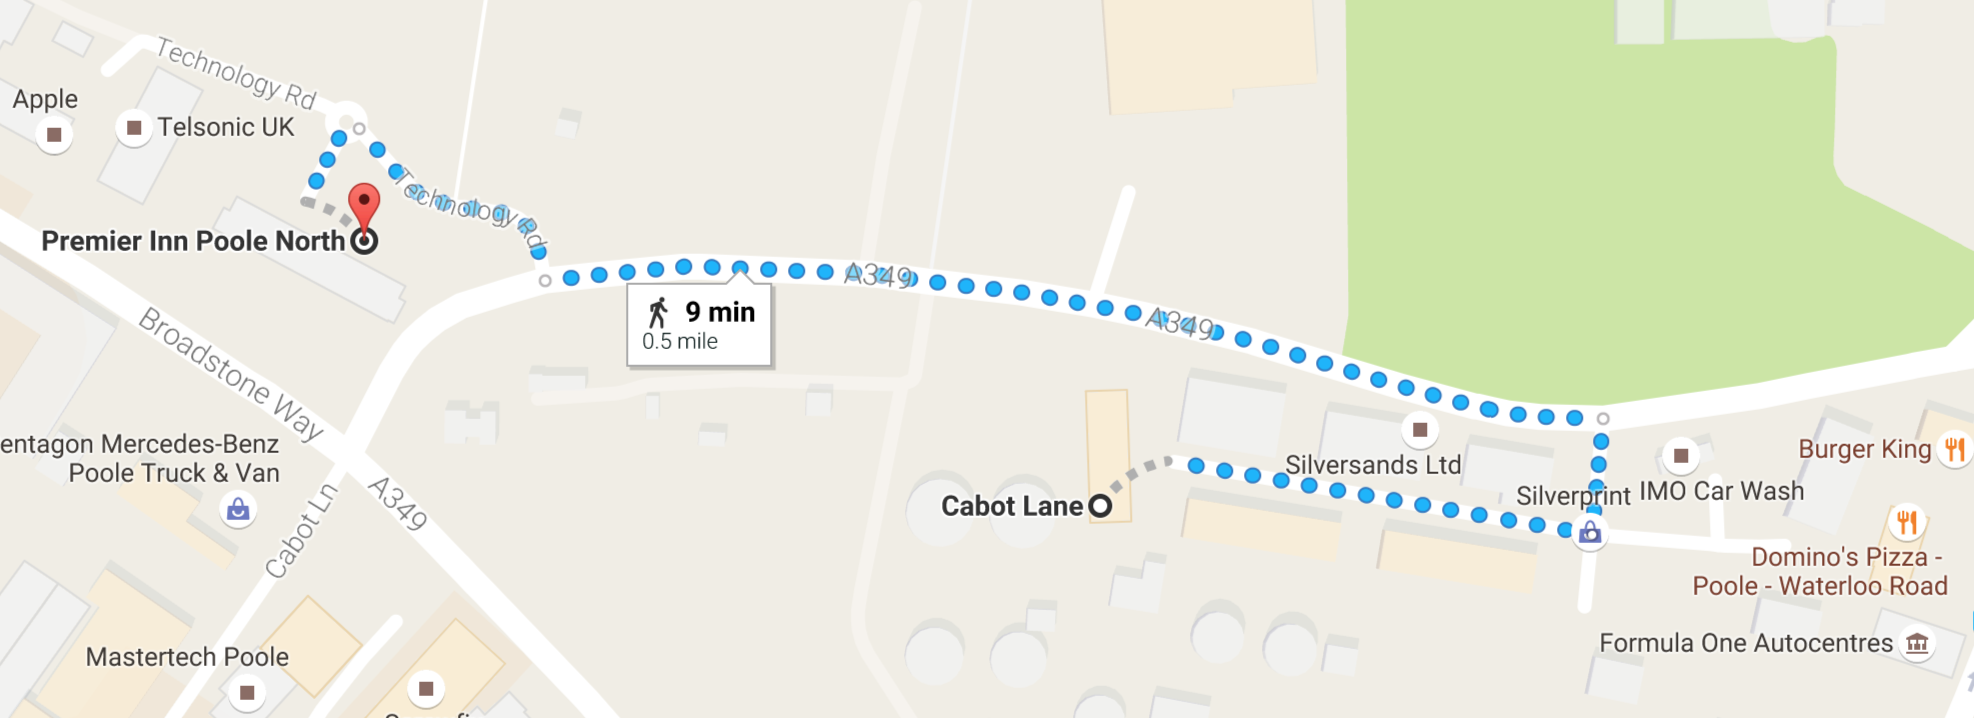 Technology Rd
Apple
Telsonic UK
Technology Rd
Premier Inn Poole North
A349
9 min
0.5 mile
A349
Broadstone Way
entagon Mercedes-Benz
Poole Truck & Van
Cabot Ln
A349
Cabot Lane
Silversands Ltd
Silverprint
IMO Car Wash
Burger King
Domino's Pizza -
Poole - Waterloo Road
Formula One Autocentres
Mastertech Poole